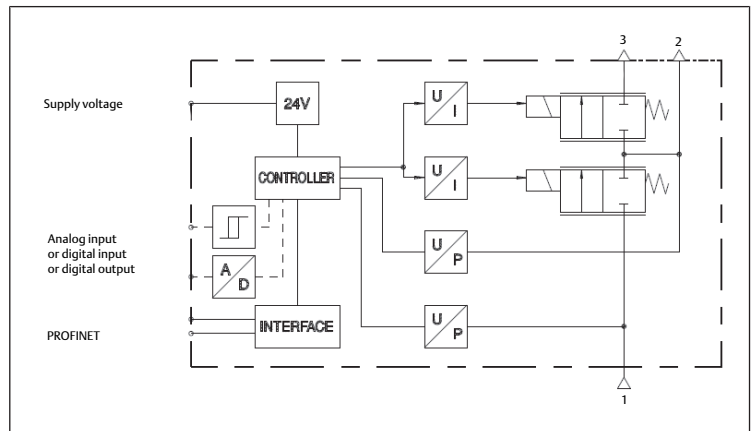 3 2
Supply voltage
24V
U
I
CONTROLLER
U
I
Analog input
or digital input
or digital output
A
D
U
P
PROFINET
INTERFACE
U
P
1